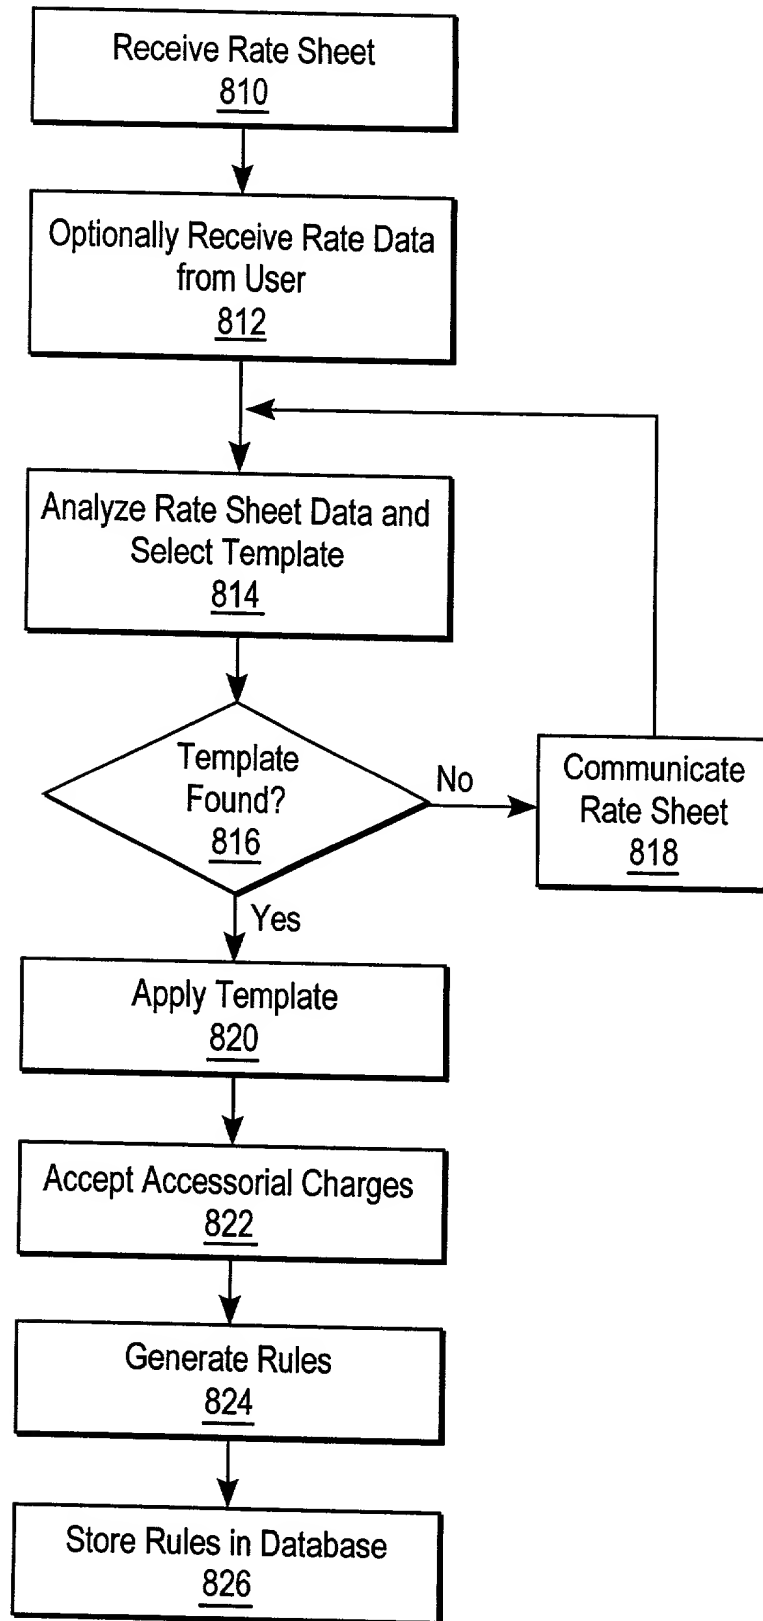 Receive Rate Sheet
810
Optionally Receive Rate Data
from User
812
Analyze Rate Sheet Data and
Select Template
814
Template
Found?
816
No
Communicate
Rate Sheet
818
Yes
Apply Template
820
Accept Accessorial Charges
822
Generate Rules
824
Store Rules in Database
826